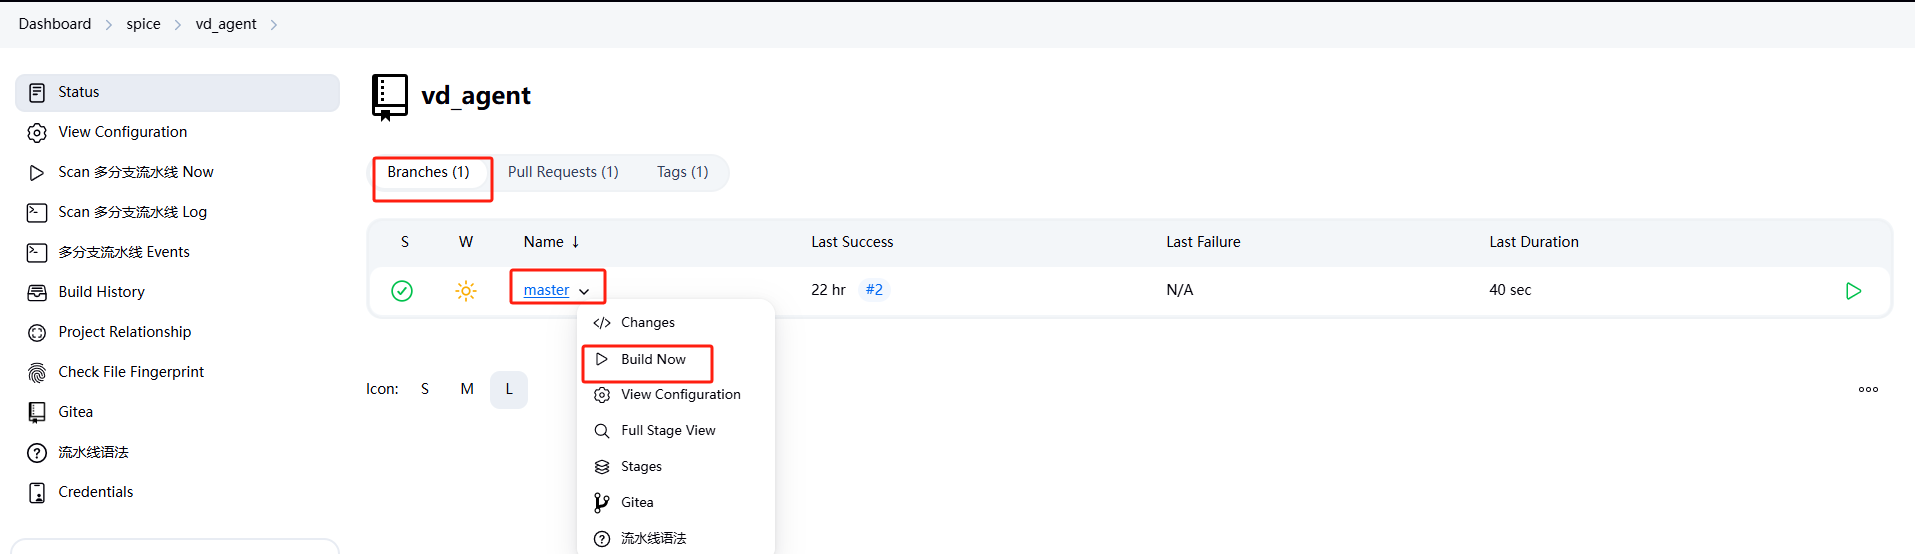 Dashboard spice vd_agent
Status
View Configuration
Scan 多分支流水线 Now
Scan 多分支流水线 Log
多分支流水线 Events
Build History
Project Relationship
Check File Fingerprint
Gitea
流水线语法
Credentials
vd_agent
Branches (1) Pull Requests (1) Tags (1)
S W Name ↓ Last Success Last Failure Last Duration
master 22 hr #2 N/A 40 sec
Changes
Build Now
View Configuration
Full Stage View
Stages
Gitea
流水线语法
Icon: S M L